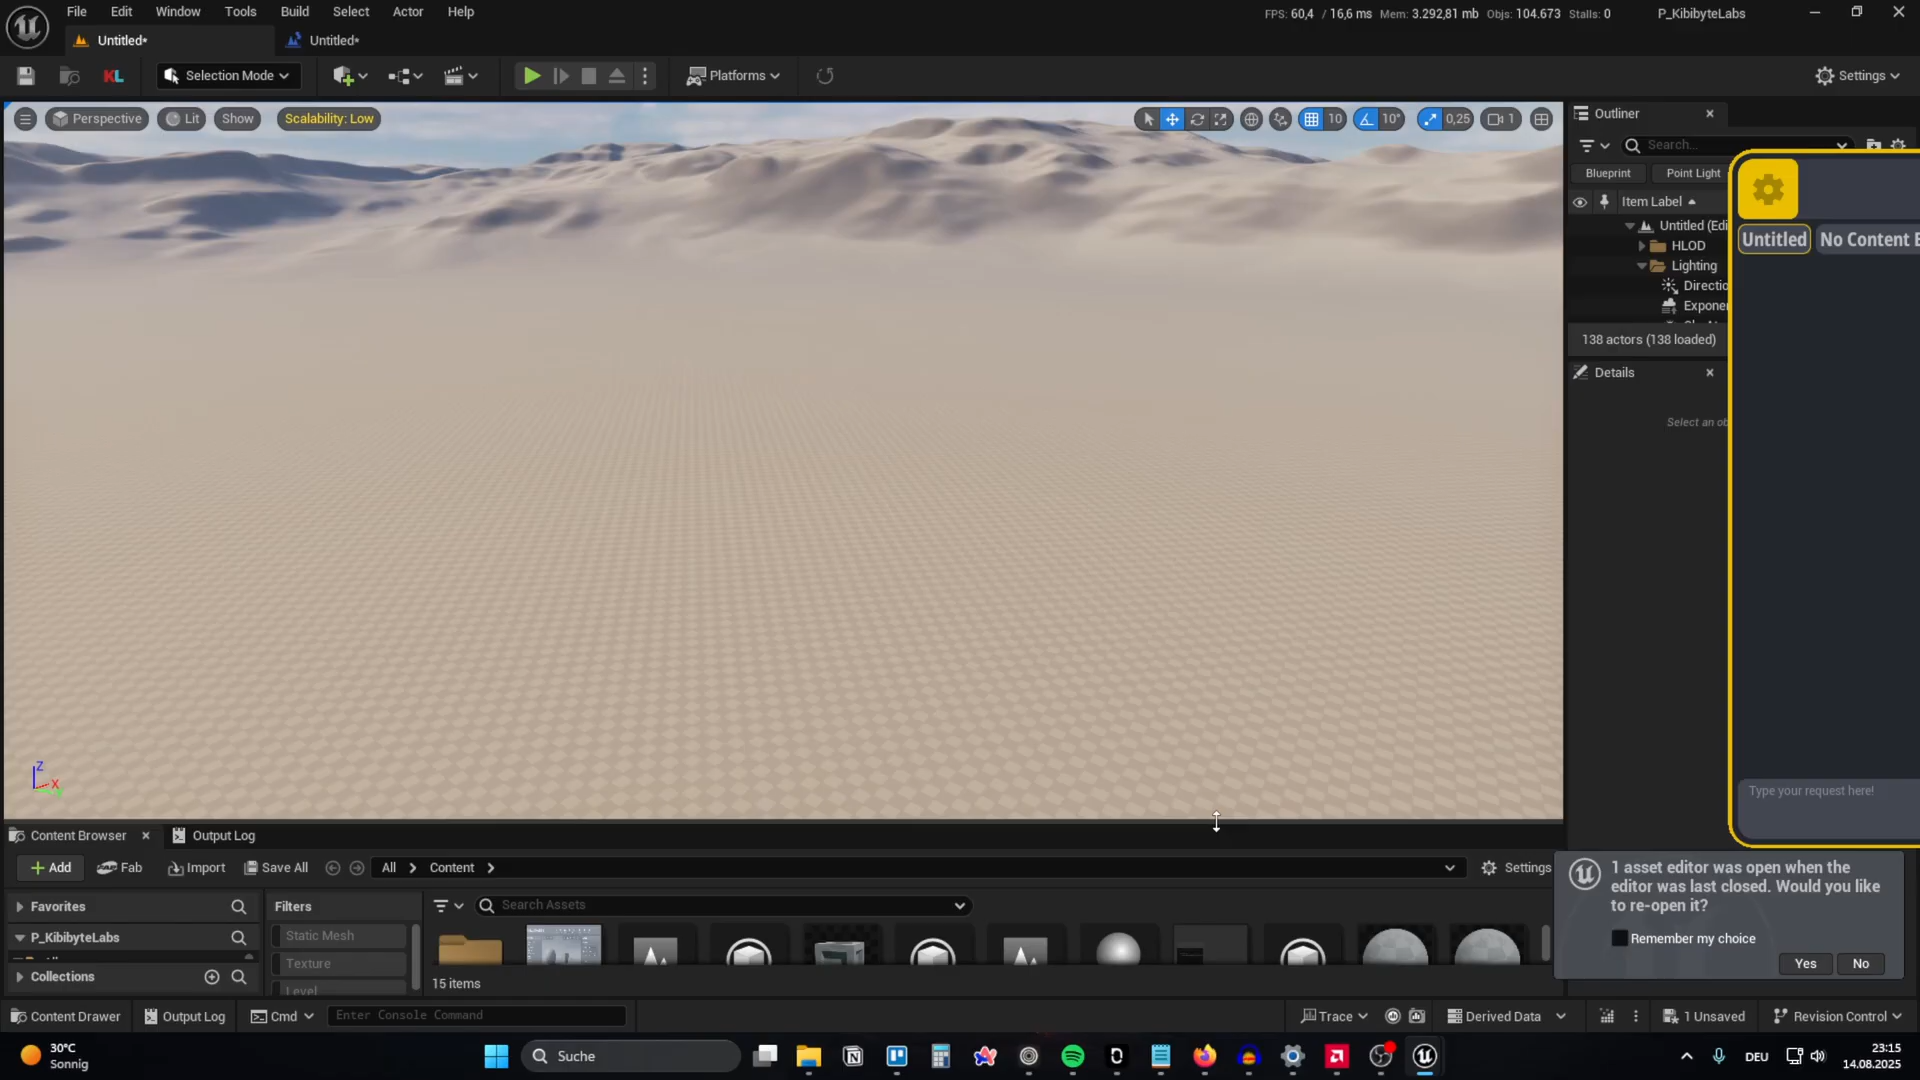 File Edit Window Tools Build Select Actor Help
FPS: 60,4 / 16,6 ms Mem: 3.292,81 mb Objs: 104.673 Stalls: 0 P_KibibyteLabs
Untitled* Untitled*
KL Selection Mode Platforms Settings
Perspective Lit Show Scalability: Low 10 10° 0,25 1
Outliner
Search...
Blueprint Point Light
Item Label
Untitled (Edi
HLOD
Lighting
Directio
Exponen
138 actors (138 loaded)
Details
Select an ob
Untitled No Content B
Type your request here!
Z
X
Y
Content Browser Output Log
Add Fab Import Save All All Content Settings
Favorites
P_KibibyteLabs
Collections
Filters
Static Mesh
Texture
Level
Search Assets
15 items
1 asset editor was open when the
editor was last closed. Would you like
to re-open it?
Remember my choice
Yes No
Content Drawer Output Log Cmd Enter Console Command Trace Derived Data 1 Unsaved Revision Control
30°C
Sonnig
Suche
DEU
23:15
14.08.2025